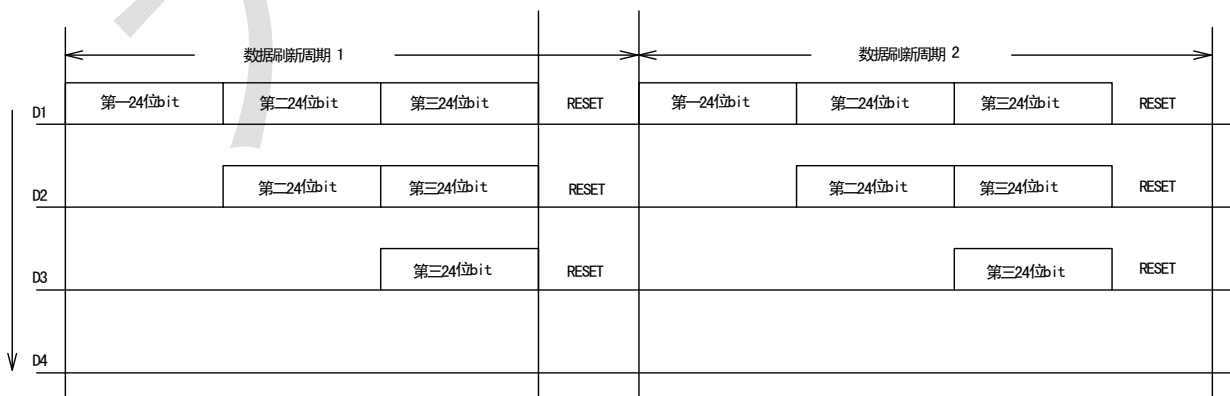 数据刷新周期 1 数据刷新周期 2
D1 第一24位bit 第二24位bit 第三24位bit RESET 第一24位bit 第二24位bit 第三24位bit RESET
D2 第二24位bit 第三24位bit RESET 第二24位bit 第三24位bit RESET
D3 第三24位bit RESET 第三24位bit RESET
D4